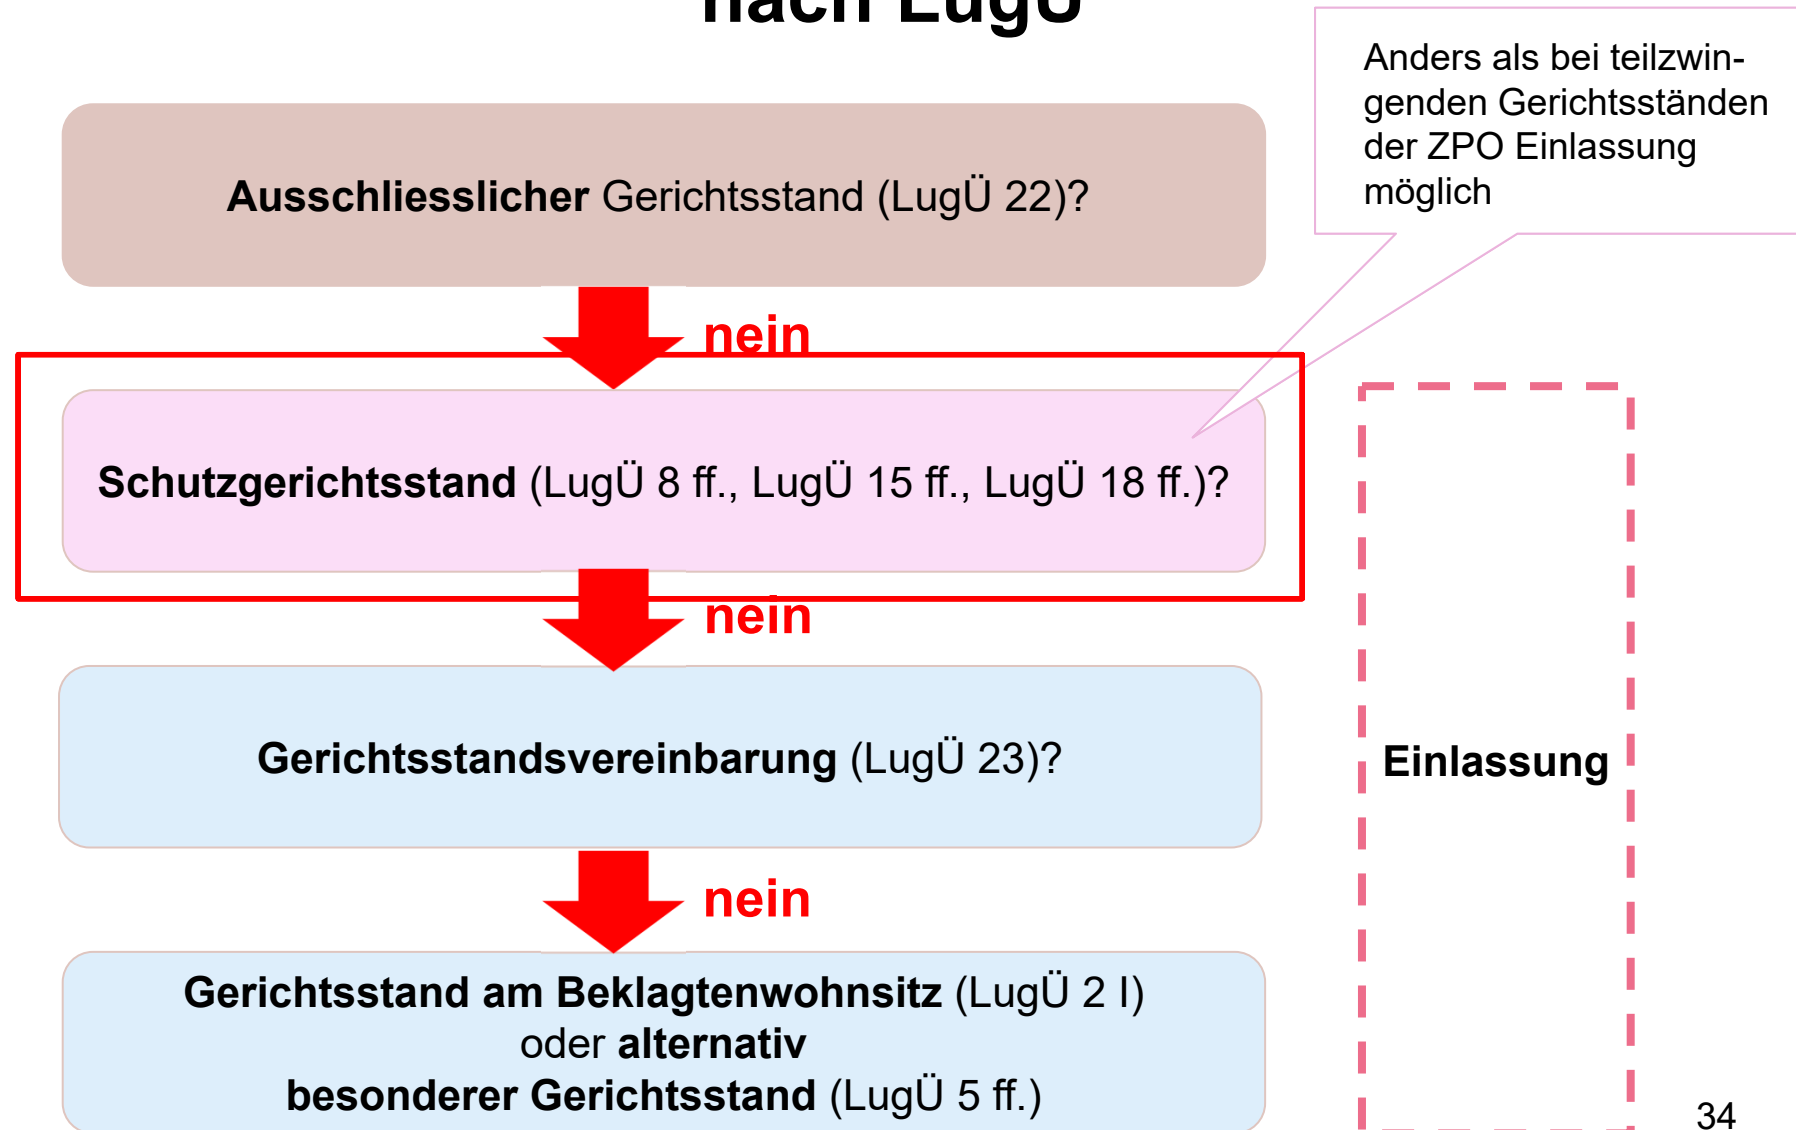 nach LugÜ
Anders als bei teilzwin-
genden Gerichtsständen
der ZPO Einlassung
möglich
Ausschliesslicher Gerichtsstand (LugÜ 22)?
nein
Schutzgerichtsstand (LugÜ 8 ff., LugÜ 15 ff., LugÜ 18 ff.)?
nein
Gerichtsstandsvereinbarung (LugÜ 23)?
Einlassung
nein
Gerichtsstand am Beklagtenwohnsitz (LugÜ 2 I)
oder alternativ
besonderer Gerichtsstand (LugÜ 5 ff.)
34